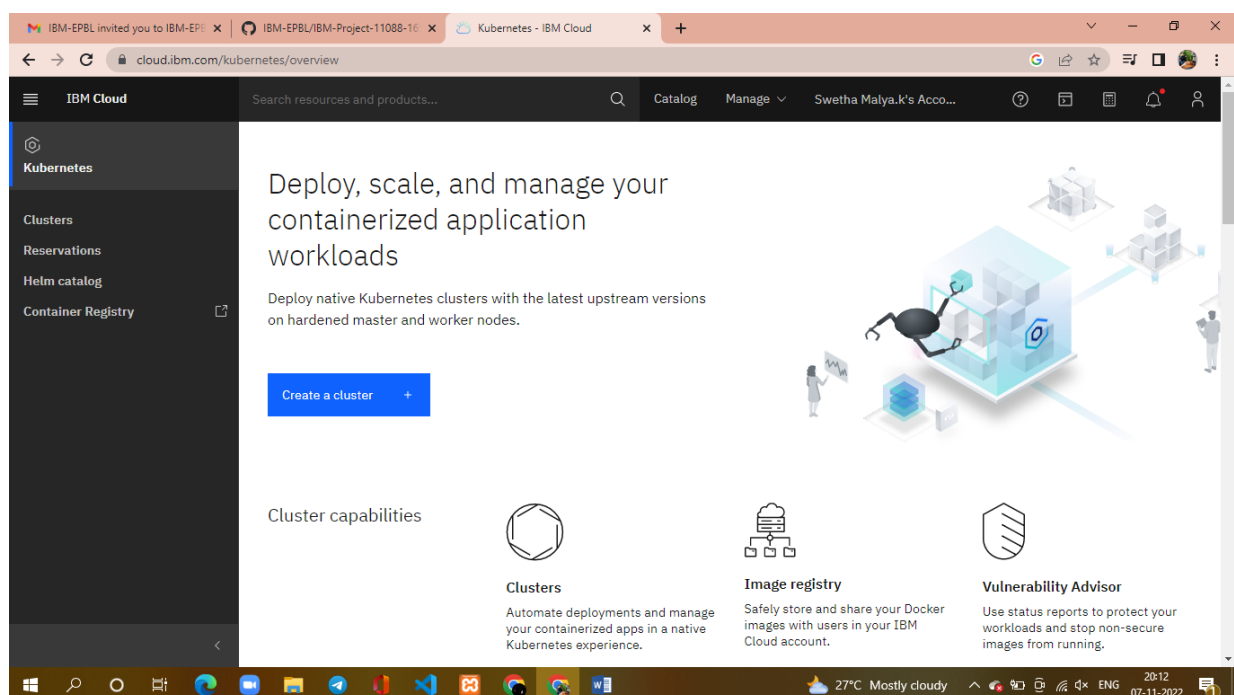 IBM-EPBL invited you to IBM-EPB
IBM-EPBL/IBM-Project-11088-16
Kubernetes - IBM Cloud
cloud.ibm.com/kubernetes/overview
IBM Cloud
Search resources and products...
Catalog
Manage
Swetha Malya.k's Acco...
Kubernetes
Clusters
Reservations
Helm catalog
Container Registry
Deploy, scale, and manage your
containerized application
workloads
Deploy native Kubernetes clusters with the latest upstream versions
on hardened master and worker nodes.
Create a cluster +
Cluster capabilities
Clusters
Automate deployments and manage
your containerized apps in a native
Kubernetes experience.
Image registry
Safely store and share your Docker
images with users in your IBM
Cloud account.
Vulnerability Advisor
Use status reports to protect your
workloads and stop non-secure
images from running.
27°C Mostly cloudy
ENG
20:12
07-11-2022